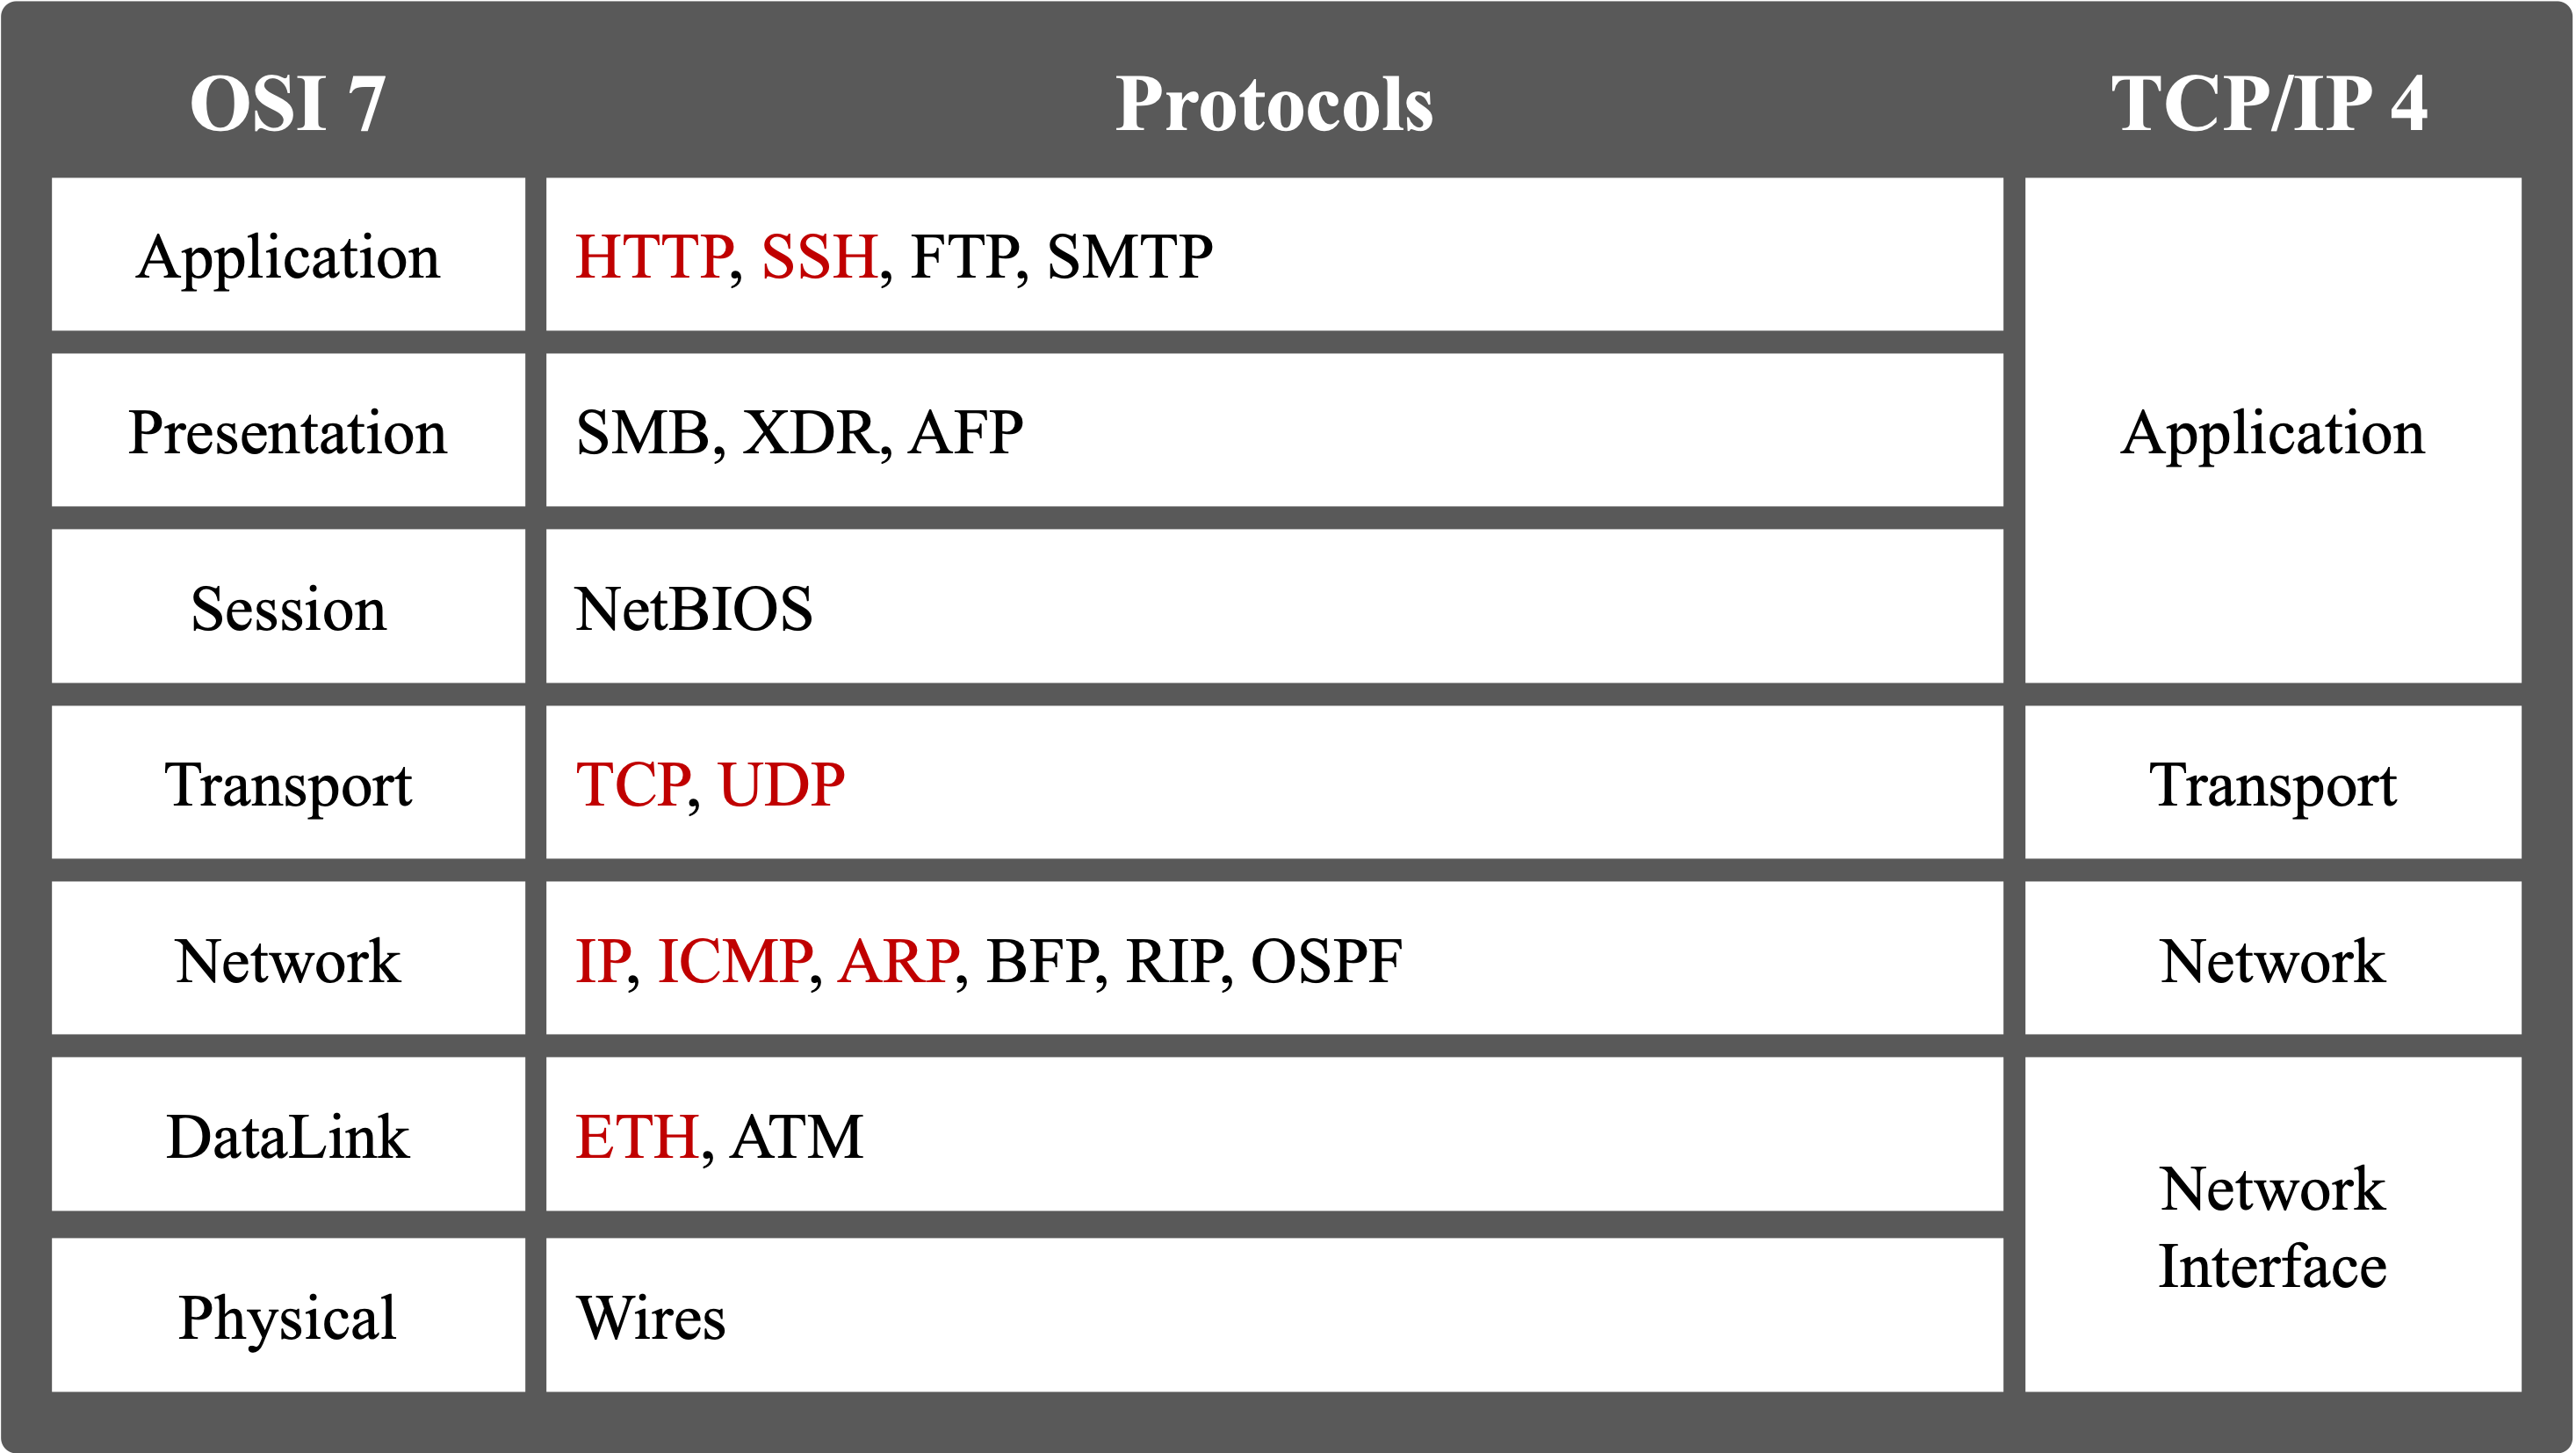 OSI 7 Protocols TCP/IP 4
Application HTTP, SSH, FTP, SMTP
Presentation SMB, XDR, AFP Application
Session NetBIOS
Transport TCP, UDP Transport
Network IP, ICMP, ARP, BFP, RIP, OSPF Network
DataLink ETH, ATM
Network
Interface
Physical Wires